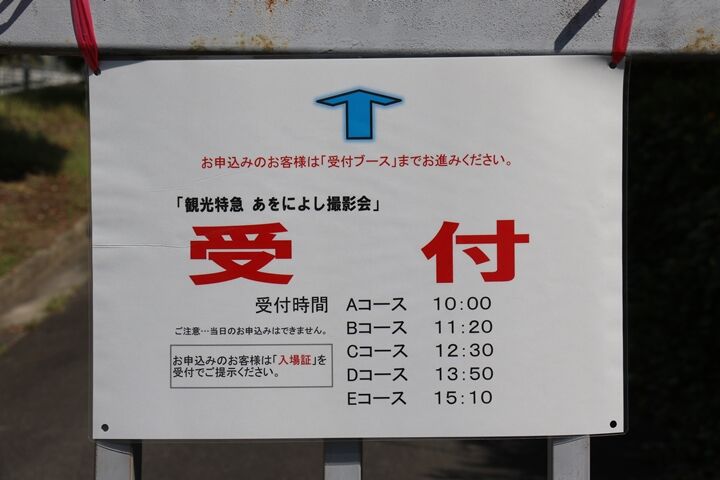 お申込みのお客様は「受付ブース」までお進みください。
「観光特急 あをによし撮影会」
受 付
受付時間 Aコース 10:00
Bコース 11:20
ご注意…当日のお申込みはできません。
Cコース 12:30
お申込みのお客様は「入場証」を
受付でご提示ください。
Dコース 13:50
Eコース 15:10